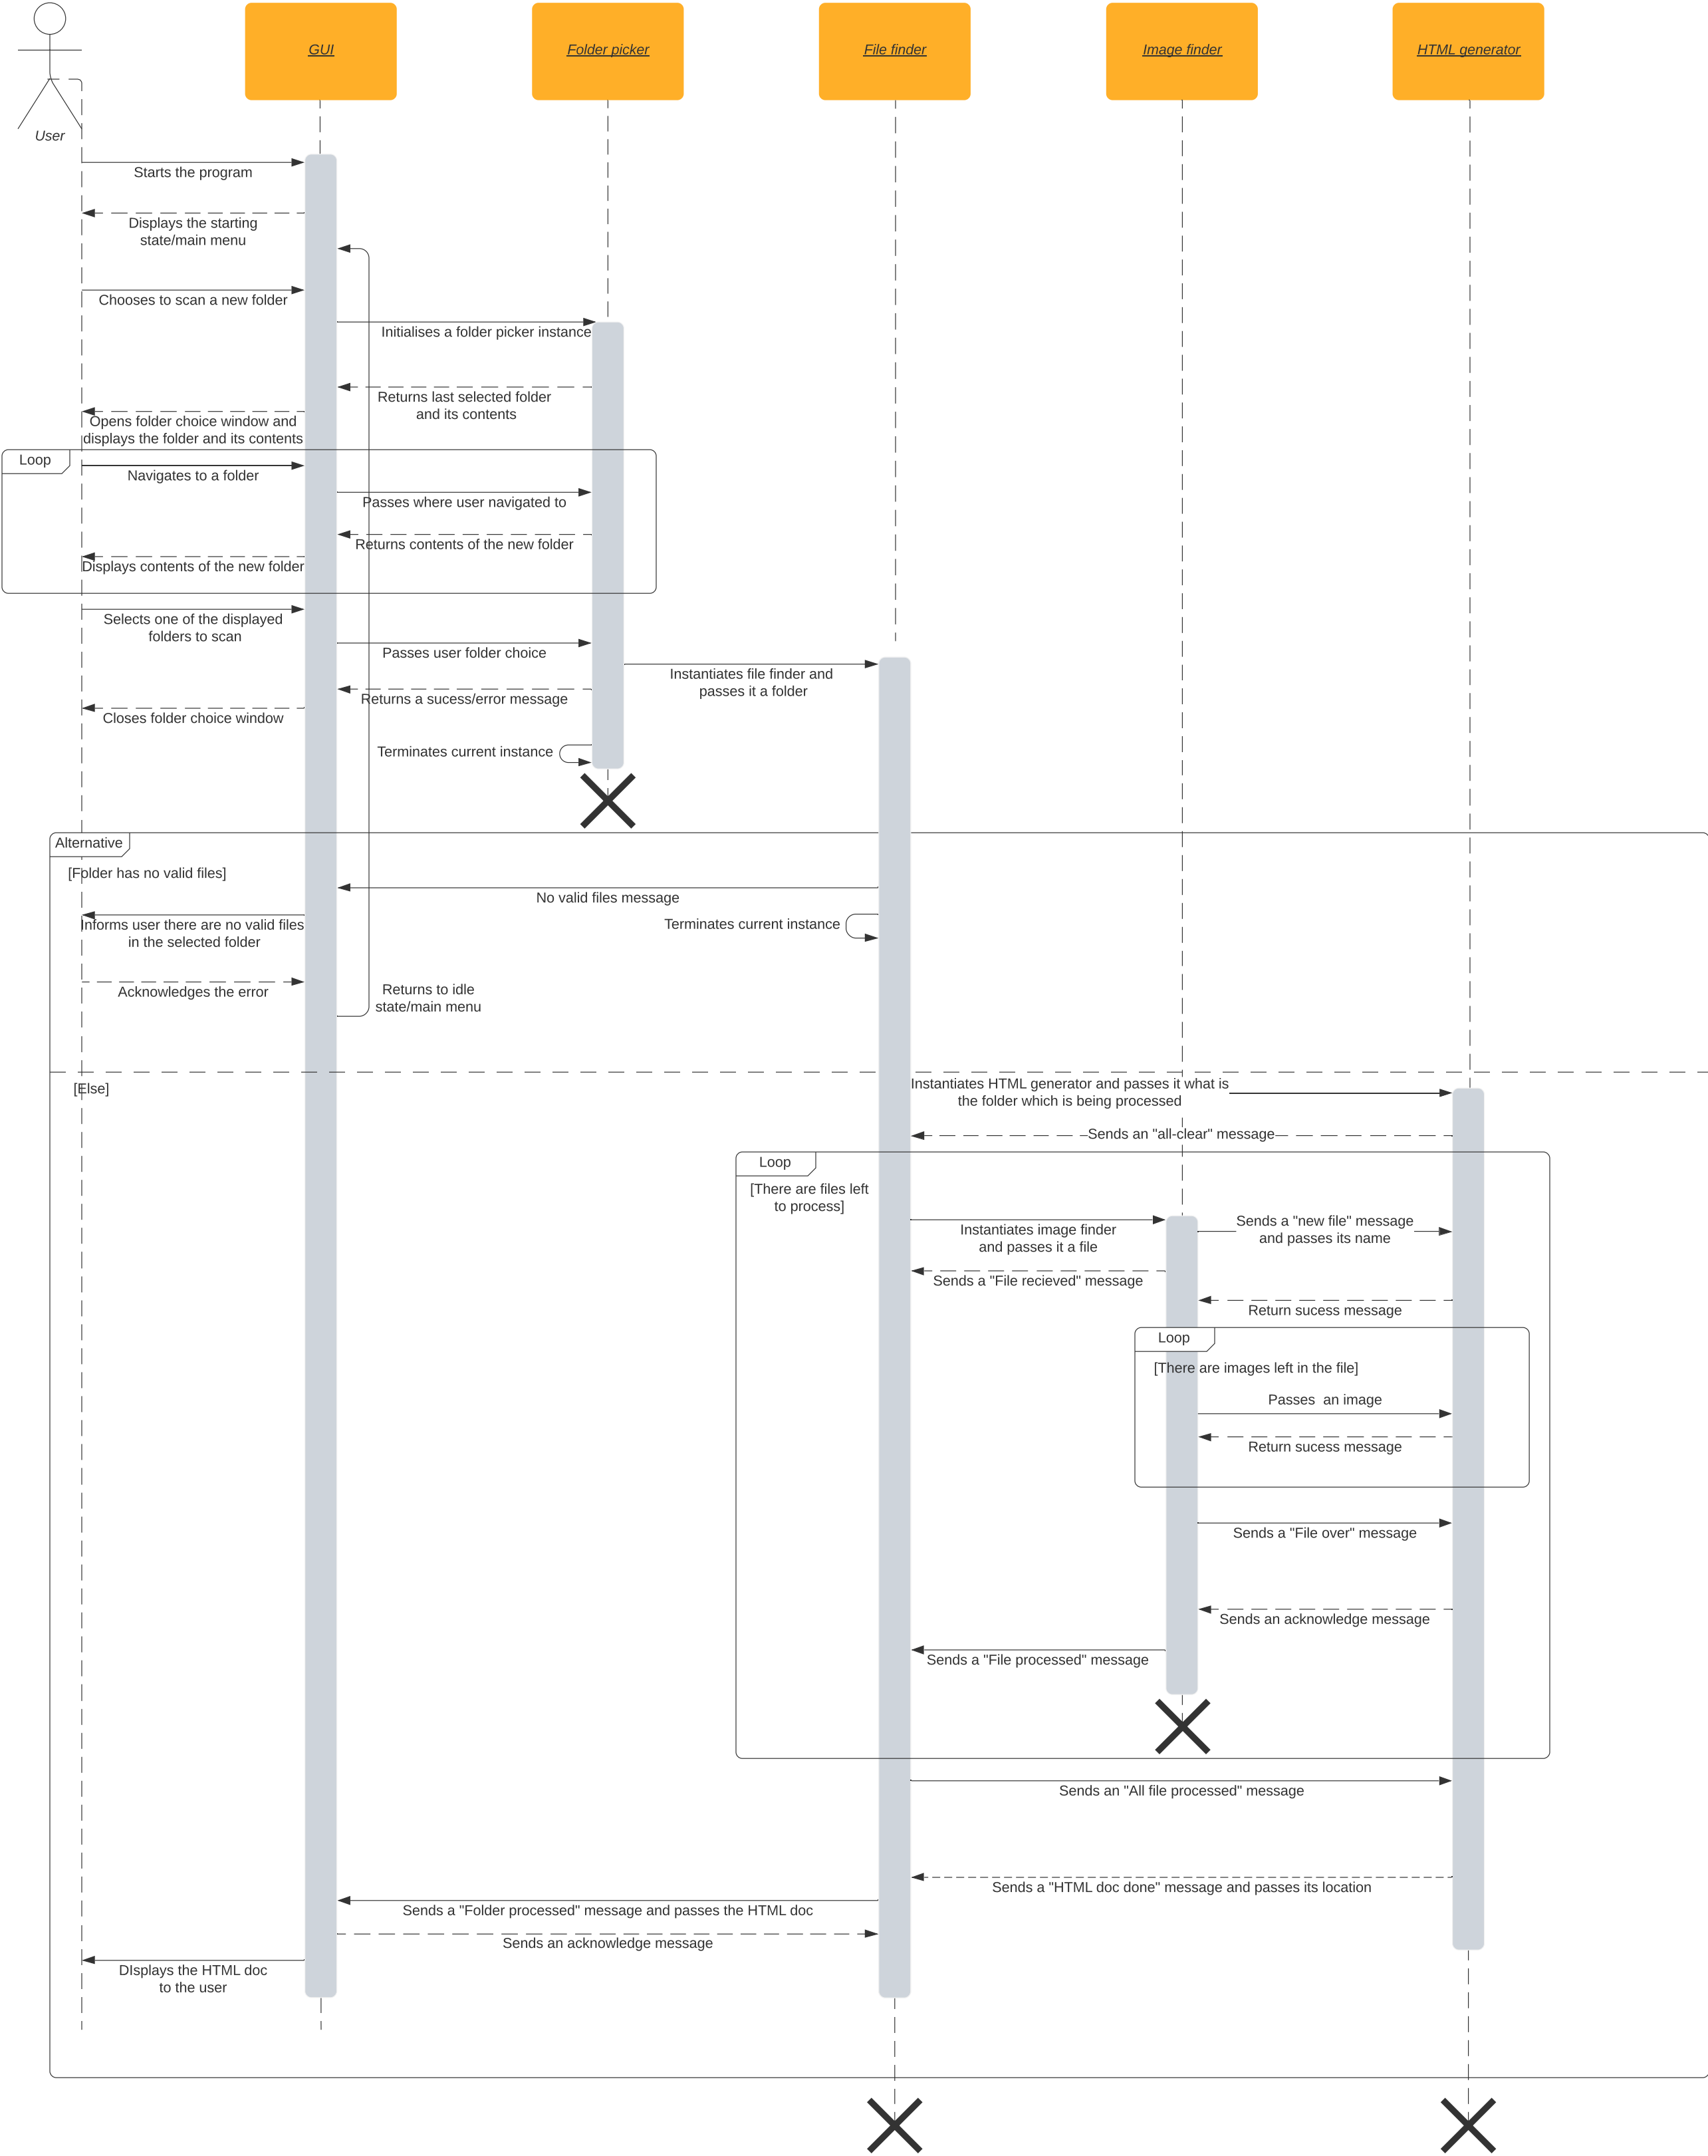 GUI
Folder picker
File finder
Image finder
HTML generator
User
Starts the program
Displays the starting
state/main menu
Chooses to scan a new folder
Initialises a folder picker instance
Returns last selected folder
and its contents
Opens folder choice window and
displays the folder and its contents
Loop
Navigates to a folder
Passes where user navigated to
Returns contents of the new folder
Displays contents of the new folder
Selects one of the displayed
folders to scan
Passes user folder choice
Instantiates file finder and
passes it a folder
Returns a sucess/error message
Closes folder choice window
Terminates current instance
Alternative
[Folder has no valid files]
No valid files message
Informs user there are no valid files
in the selected folder
Terminates current instance
Acknowledges the error
Returns to idle
state/main menu
[Else]
Instantiates HTML generator and passes it what is
the folder which is being processed
Sends an "all-clear" message
Loop
[There are files left
to process]
Instantiates image finder
and passes it a file
Sends a "new file" message
and passes its name
Sends a "File recieved" message
Return sucess message
Loop
[There are images left in the file]
Passes  an image
Return sucess message
Sends a "File over" message
Sends an acknowledge message
Sends a "File processed" message
Sends an "All file processed" message
Sends a "HTML doc done" message and passes its location
Sends a "Folder processed" message and passes the HTML doc
Sends an acknowledge message
DIsplays the HTML doc
to the user